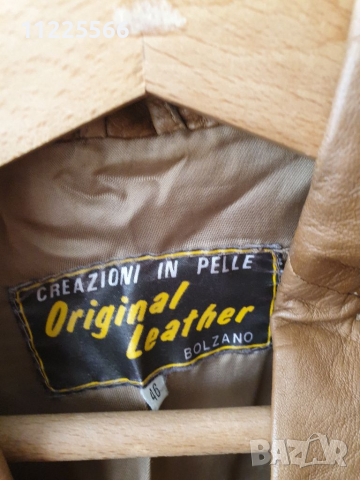 11225566
CREAZIONI IN PELLE
Original
Leather
BOLZANO
46
BAZAR